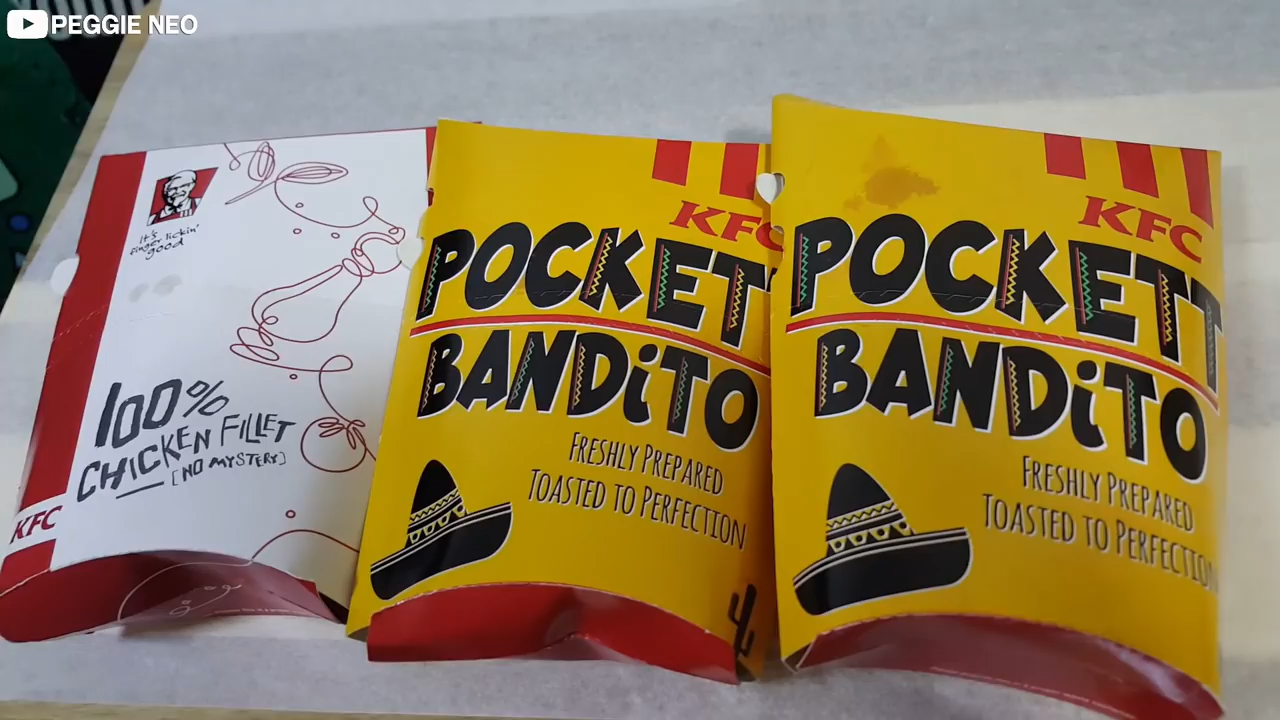 PEGGIE NEO
It's
finger lickin'
good
100%
CHICKEN FILLET
[NO MYSTERY]
KFC
KFC
POCKETT
BANDiTO
FRESHLY PREPARED
TOASTED TO PERFECTION
KFC
POCKETT
BANDiTO
FRESHLY PREPARED
TOASTED TO PERFECTION